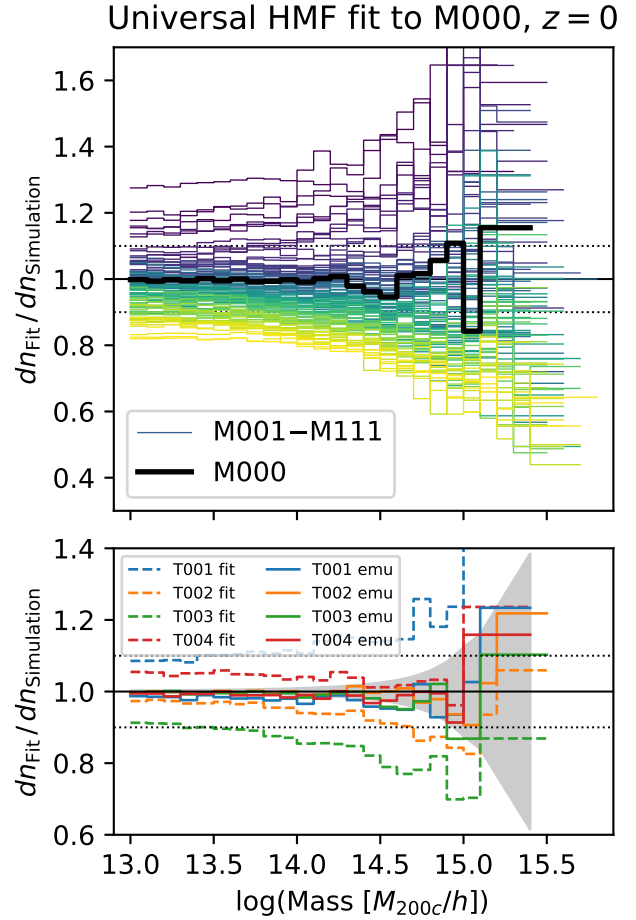 Universal HMF fit to M000, z = 0
1.6
1.4
1.2
1.0
0.8
0.6
0.4
dn_Fit / dn_Simulation
M001−M111
M000
1.4
1.2
1.0
0.8
0.6
dn_Fit / dn_Simulation
T001 fit
T002 fit
T003 fit
T004 fit
T001 emu
T002 emu
T003 emu
T004 emu
13.0 13.5 14.0 14.5 15.0 15.5
log(Mass [M_200c/h])